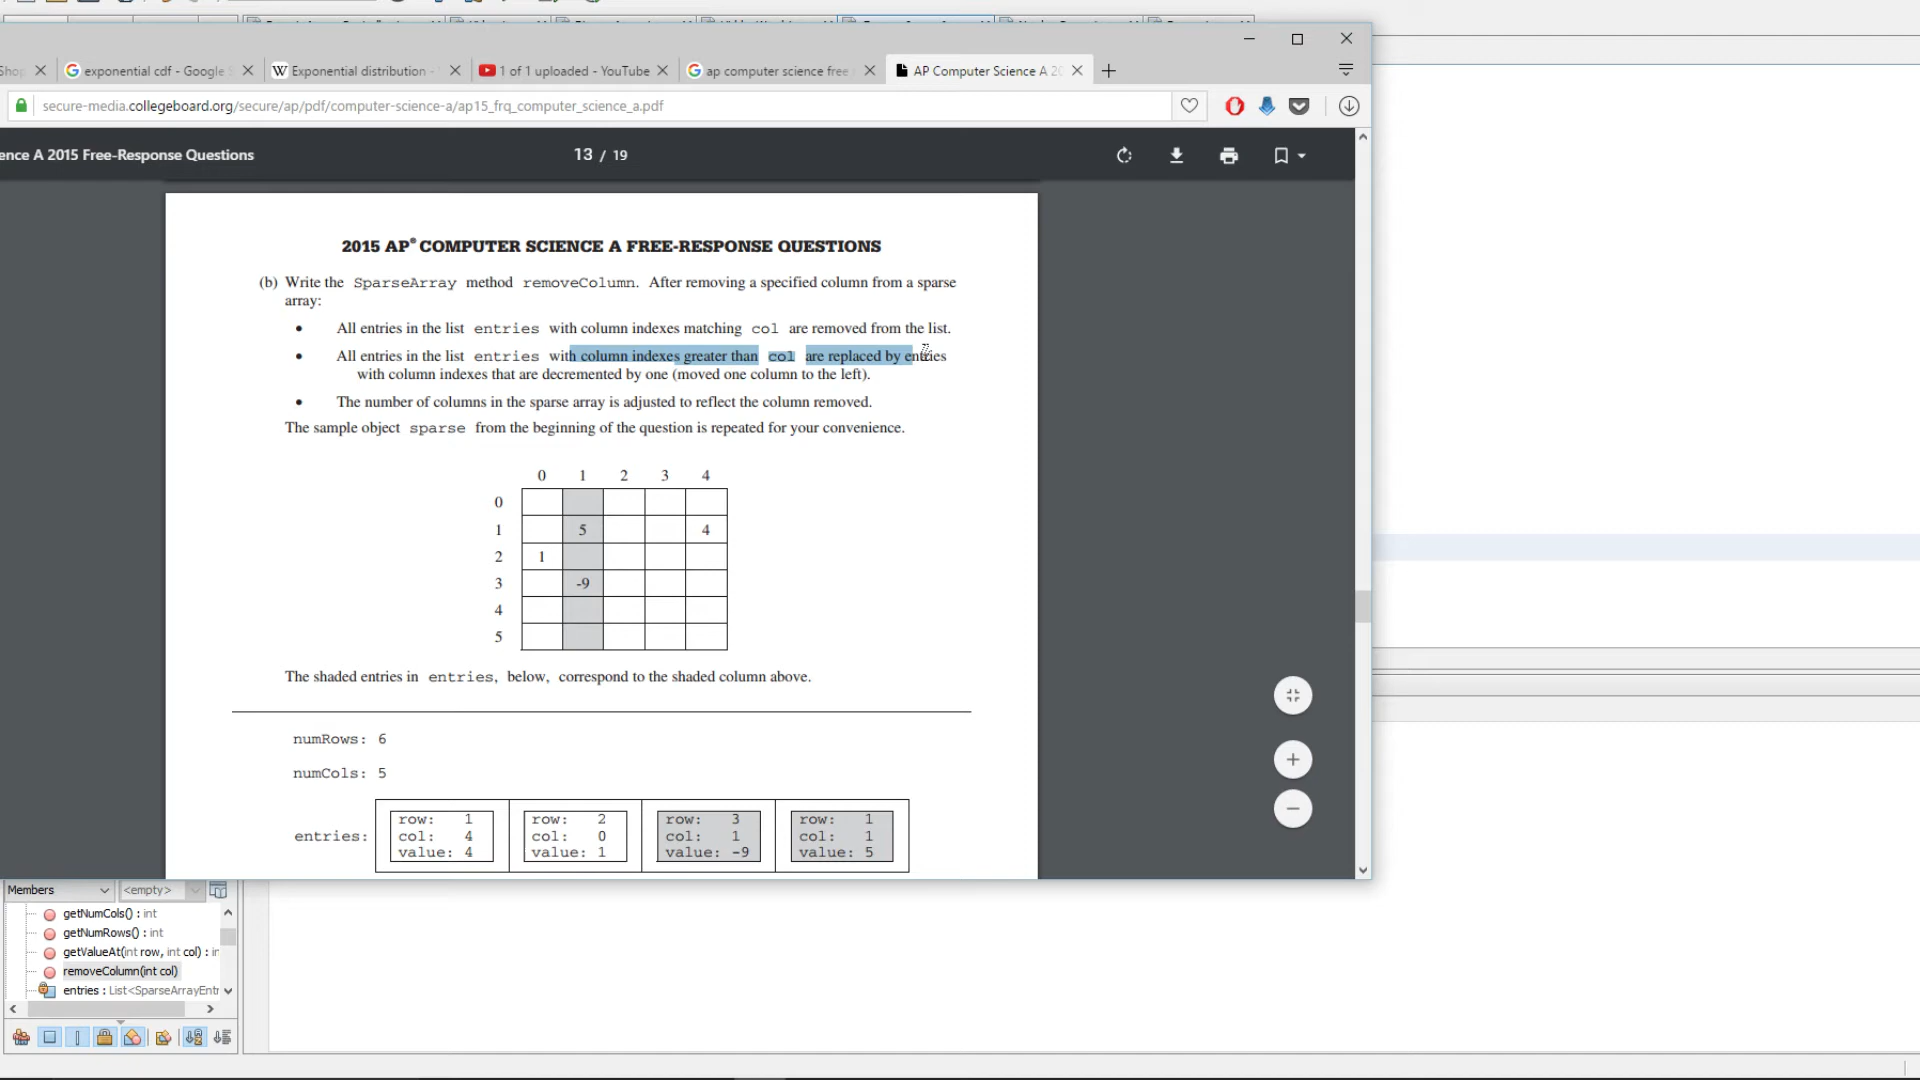 Shop
exponential cdf - Google S
Exponential distribution -
1 of 1 uploaded - YouTube
ap computer science free
AP Computer Science A 20
secure-media.collegeboard.org/secure/ap/pdf/computer-science-a/ap15_frq_computer_science_a.pdf
ence A 2015 Free-Response Questions
13 / 19
2015 AP® COMPUTER SCIENCE A FREE-RESPONSE QUESTIONS
(b) Write the SparseArray method removeColumn. After removing a specified column from a sparse
array:
• All entries in the list entries with column indexes matching col are removed from the list.
• All entries in the list entries with column indexes greater than col are replaced by entries
with column indexes that are decremented by one (moved one column to the left).
• The number of columns in the sparse array is adjusted to reflect the column removed.
The sample object sparse from the beginning of the question is repeated for your convenience.
0 1 2 3 4
0
1 5 4
2 1
3 -9
4
5
The shaded entries in entries, below, correspond to the shaded column above.
numRows: 6
numCols: 5
entries:
row: 1
col: 4
value: 4
row: 2
col: 0
value: 1
row: 3
col: 1
value: -9
row: 1
col: 1
value: 5
Members
<empty>
getNumCols() : int
getNumRows() : int
getValueAt(int row, int col) : in
removeColumn(int col)
entries : List<SparseArrayEntr